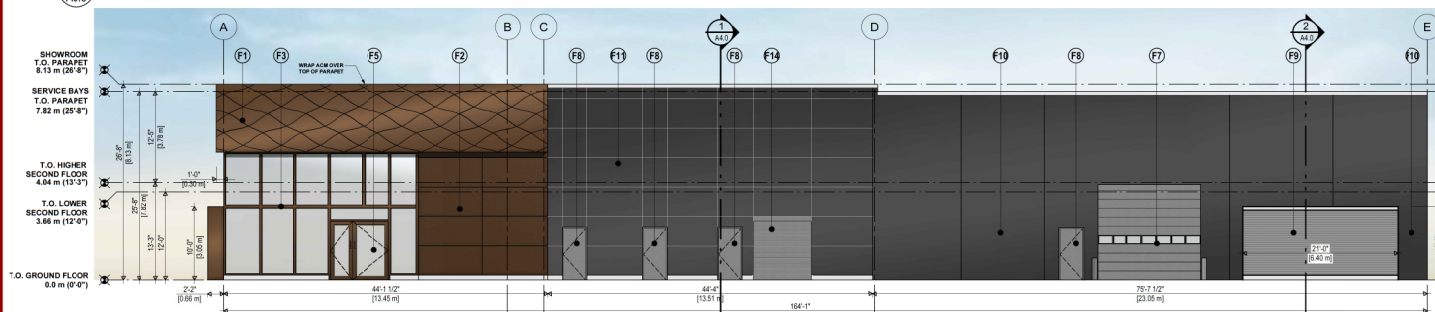 A
B
C
1
A4.0
D
2
A4.0
E
F1
F3
F5
F2
F8
F11
F8
F8
F14
F10
F8
F7
F9
F10
WRAP ACM OVER
TOP OF PARAPET
SHOWROOM
T.O. PARAPET
8.13 m (26'-8")
SERVICE BAYS
T.O. PARAPET
7.82 m (25'-8")
T.O. HIGHER
SECOND FLOOR
4.04 m (13'-3")
T.O. LOWER
SECOND FLOOR
3.66 m (12'-0")
T.O. GROUND FLOOR
0.0 m (0'-0")
26'-8"
[8.13 m]
25'-8"
[7.82 m]
12'-5"
[3.78 m]
13'-3"
12'-0"
1'-0"
[0.30 m]
10'-0"
[3.05 m]
21'-0"
[6.40 m]
2'-2"
[0.66 m]
44'-1 1/2"
[13.45 m]
44'-4"
[13.51 m]
75'-7 1/2"
[23.05 m]
164'-1"